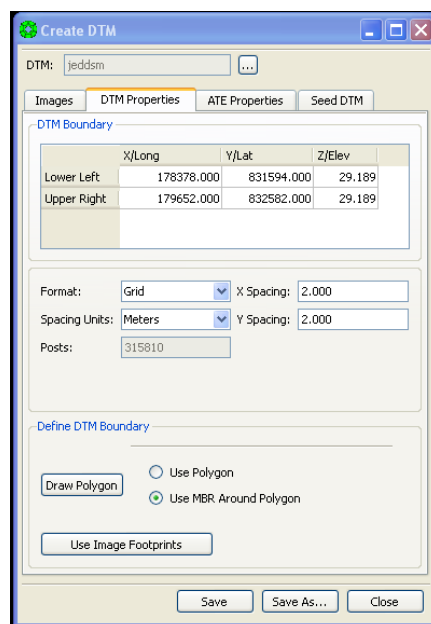 Create DTM
DTM: jeddsm ...
Images DTM Properties ATE Properties Seed DTM
DTM Boundary
X/Long Y/Lat Z/Elev
Lower Left 178378.000 831594.000 29.189
Upper Right 179652.000 832582.000 29.189
Format: Grid X Spacing: 2.000
Spacing Units: Meters Y Spacing: 2.000
Posts: 315810
Define DTM Boundary
Use Polygon
Draw Polygon
Use MBR Around Polygon
Use Image Footprints
Save Save As... Close